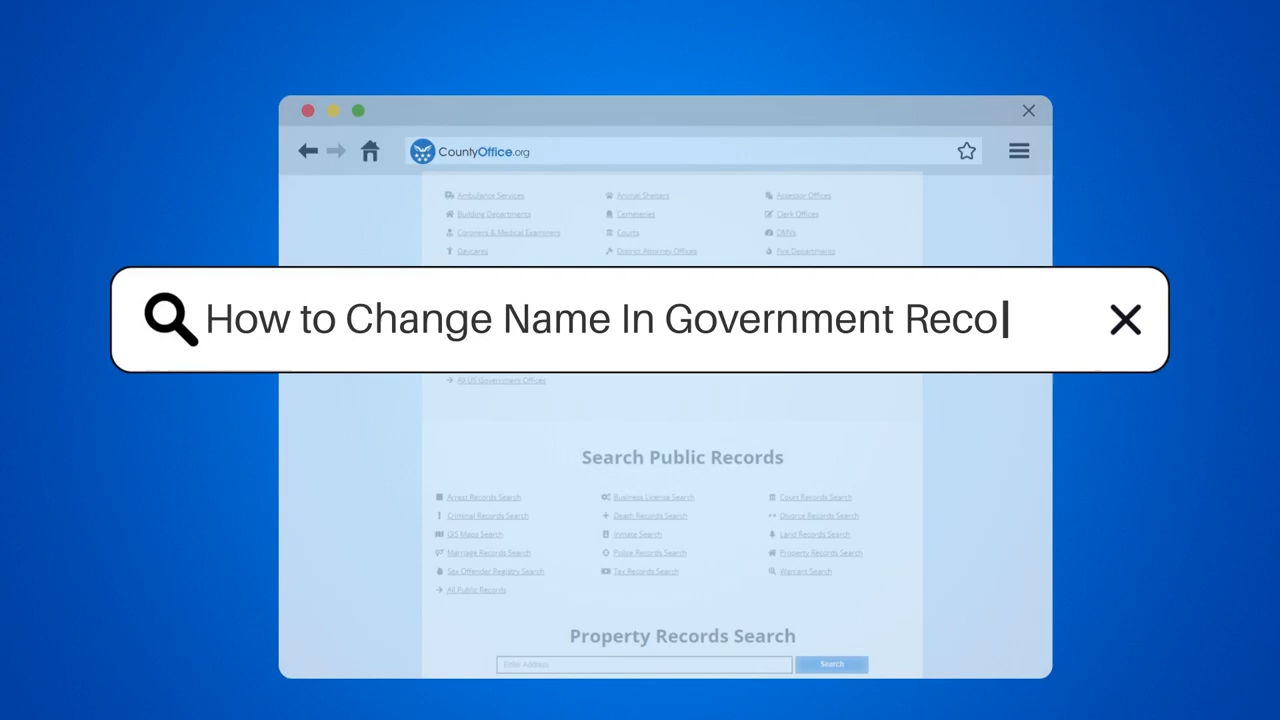 CountyOffice.org
Ambulance Services Animal Shelters Assessor Offices
Building Departments Cemeteries Clerk Offices
Coroners & Medical Examiners Courts DMVs
Daycares District Attorney Offices Fire Departments
How to Change Name In Government Reco
All US Government Offices
Search Public Records
Arrest Records Search Business License Search Court Records Search
Criminal Records Search Death Records Search Divorce Records Search
GIS Maps Search Inmate Search Land Records Search
Marriage Records Search Police Records Search Property Records Search
Sex Offender Registry Search Tax Records Search Warrant Search
All Public Records
Property Records Search
Enter Address Search